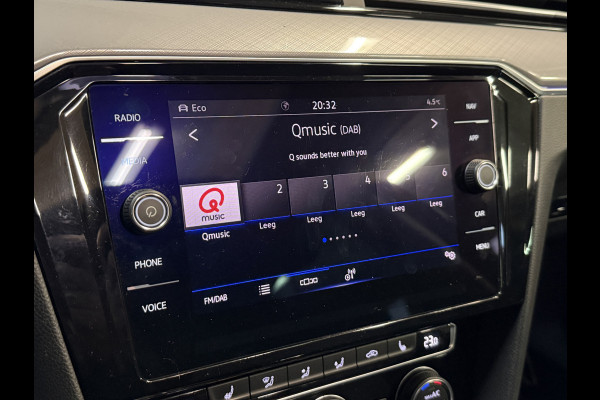 Eco 20:32 4.5°C
RADIO
NAV
< Qmusic (DAB) >
MEDIA
APP
Q sounds better with you
2 3 4 5 6
Q music
Qmusic Leeg Leeg Leeg Leeg Leeg
CAR
PHONE
MENU
VOICE
FM/DAB
23.0
A/C